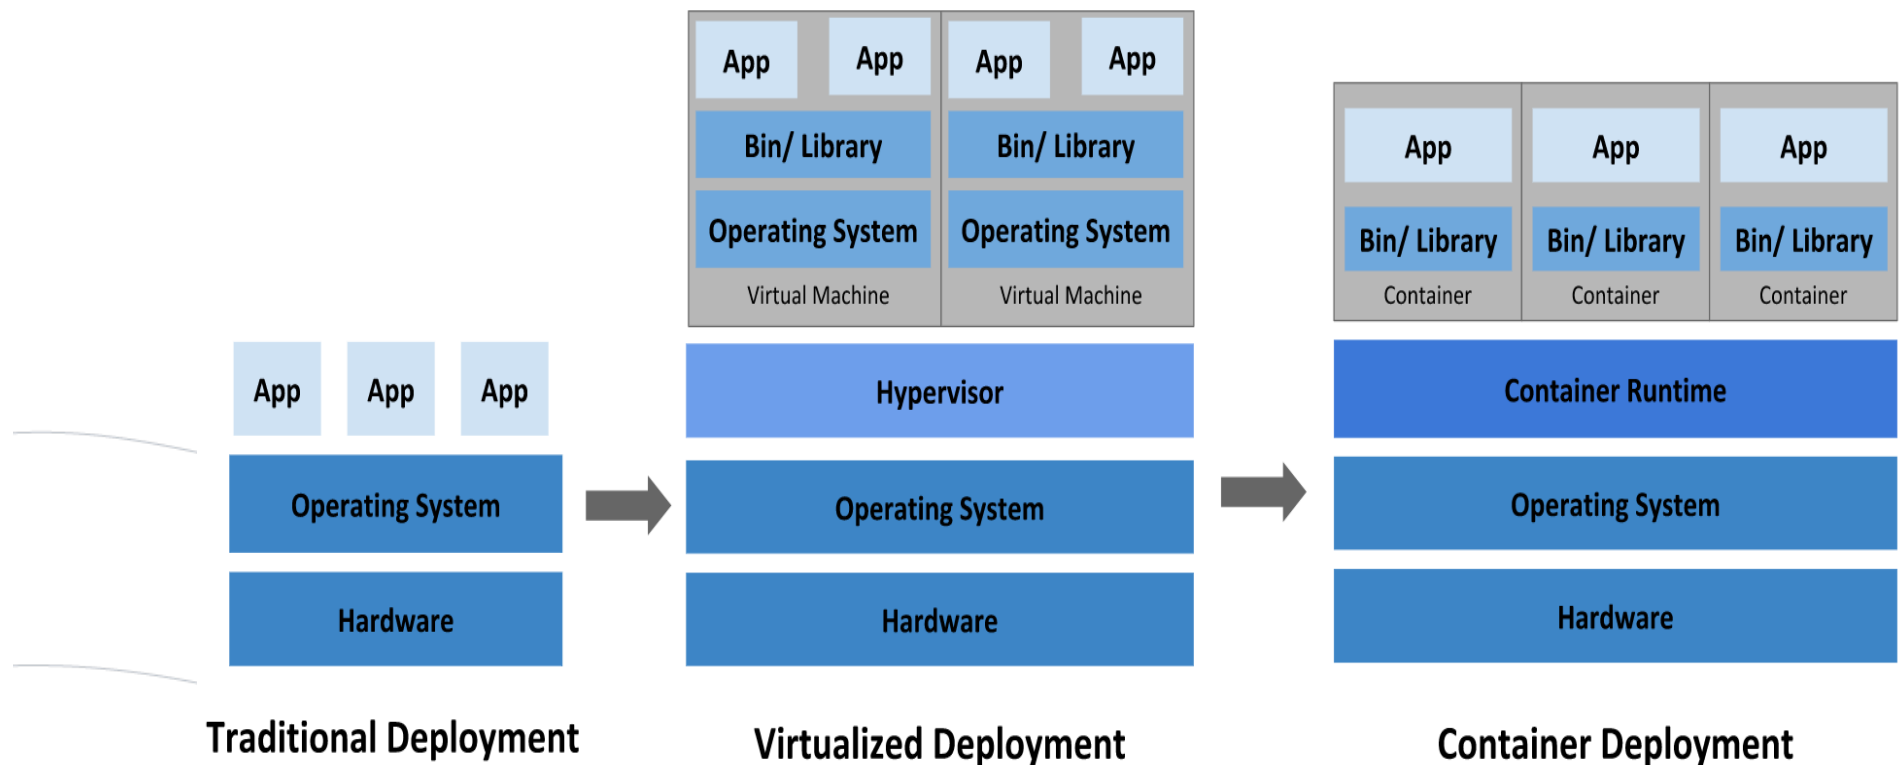 App App App
Operating System
Hardware
Traditional Deployment
App App App App
Bin/ Library Bin/ Library
Operating System Operating System
Virtual Machine Virtual Machine
Hypervisor
Operating System
Hardware
Virtualized Deployment
App App App
Bin/ Library Bin/ Library Bin/ Library
Container Container Container
Container Runtime
Operating System
Hardware
Container Deployment